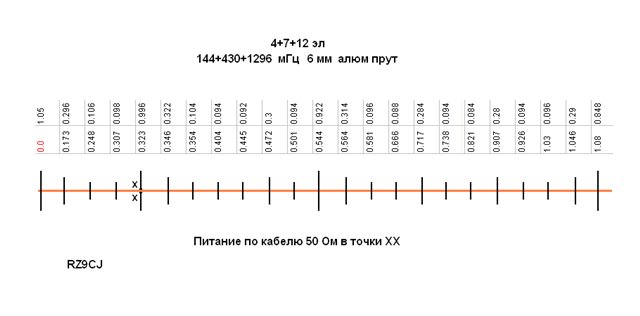 4+7+12 эл
144+430+1296 мГц 6 мм алюм прут
1.05 0.296 0.106 0.098 0.996 0.322 0.104 0.094 0.092 0.3 0.094 0.922 0.314 0.096 0.088 0.284 0.094 0.084 0.28 0.094 0.096 0.29 0.848
0.0 0.173 0.248 0.307 0.323 0.346 0.354 0.404 0.445 0.472 0.501 0.544 0.564 0.581 0.666 0.717 0.738 0.821 0.907 0.926 1.03 1.046 1.08
X
X
Питание по кабелю 50 Ом в точки ХХ
RZ9CJ